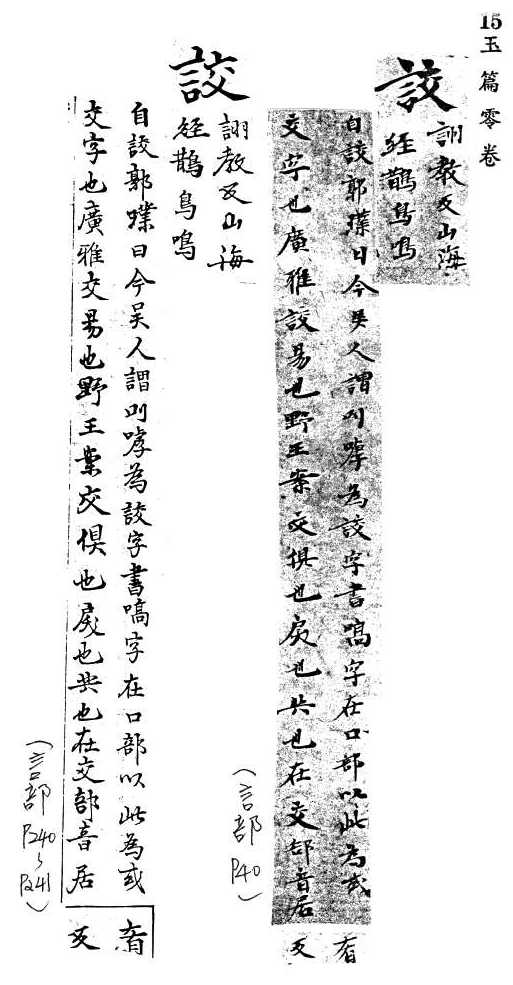 15玉篇零卷
詨
詡教反山海
経鵲鳥鳴
自詨郭璞曰今吴人謂叫嘑為詨字書嗃字在口部以此為或
交字也廣雅詨易也野王案交俱也戾也共也在交部音居
肴
反
(言部 P40)
詨
詡教反山海
経鵲鳥鳴
自詨郭璞曰今吴人謂叫嘑為詨字書嗃字在口部以此為或
交字也廣雅交易也野王案交俱也戾也共也在交部音居
肴
反
(言部 P240~P241)